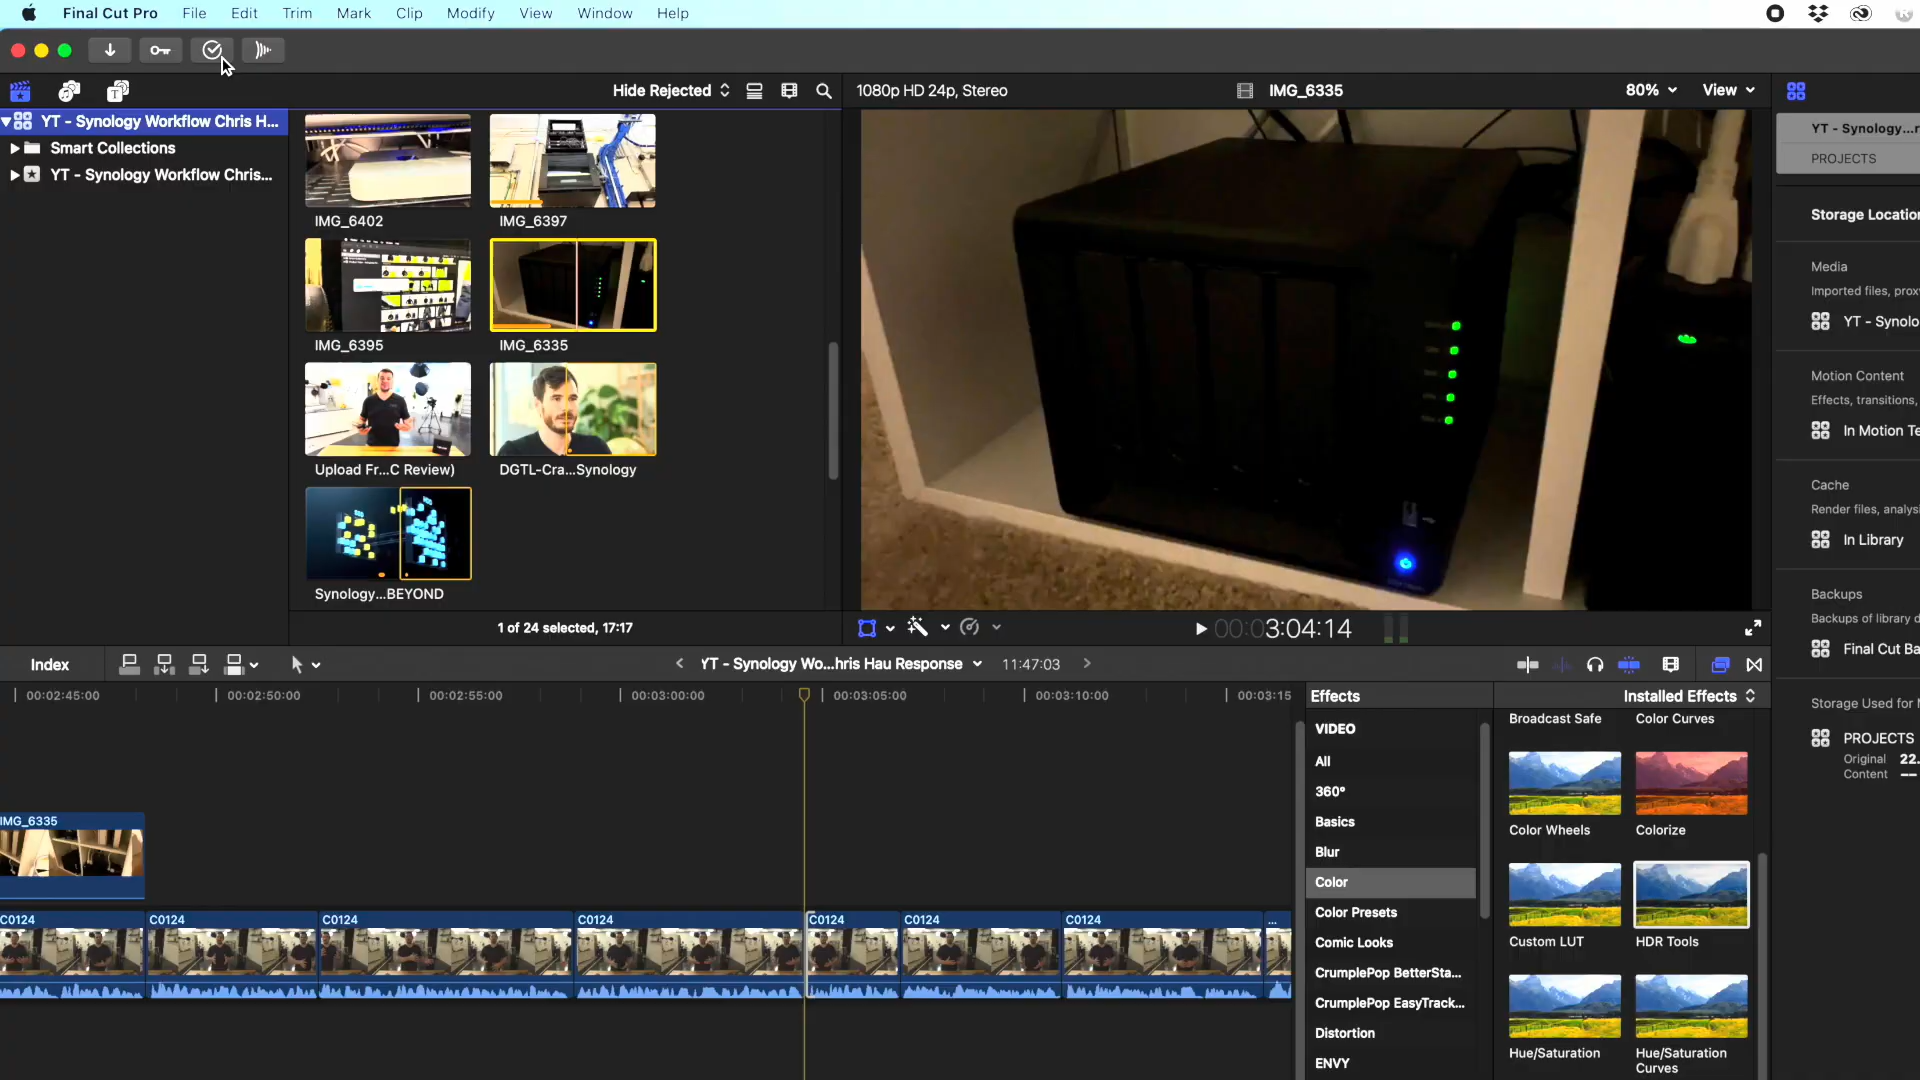 Final Cut Pro File Edit Trim Mark Clip Modify View Window Help
Hide Rejected
1080p HD 24p, Stereo
IMG_6335
80%
View
YT - Synology Workflow Chris H...
Smart Collections
YT - Synology Workflow Chris...
IMG_6402
IMG_6397
IMG_6395
IMG_6335
Upload Fr...C Review)
DGTL-Cra...Synology
Synology...BEYOND
1 of 24 selected, 17:17
00:03:04:14
YT - Synology...r
PROJECTS
Storage Location
Media
Imported files, prox
YT - Synolo
Motion Content
Effects, transitions,
In Motion Te
Cache
Render files, analys
In Library
Backups
Backups of library d
Final Cut Ba
Storage Used for
PROJECTS
Original 22.
Content --
Index
YT - Synology Wo...hris Hau Response
11:47:03
00:02:45:00
00:02:50:00
00:02:55:00
00:03:00:00
00:03:05:00
00:03:10:00
00:03:15
IMG_6335
C0124
C0124
C0124
C0124
C0124
C0124
C0124
...
Effects
Installed Effects
VIDEO
All
360°
Basics
Blur
Color
Color Presets
Comic Looks
CrumplePop BetterSta...
CrumplePop EasyTrack...
Distortion
ENVY
Broadcast Safe
Color Curves
Color Wheels
Colorize
Custom LUT
HDR Tools
Hue/Saturation
Hue/Saturation
Curves